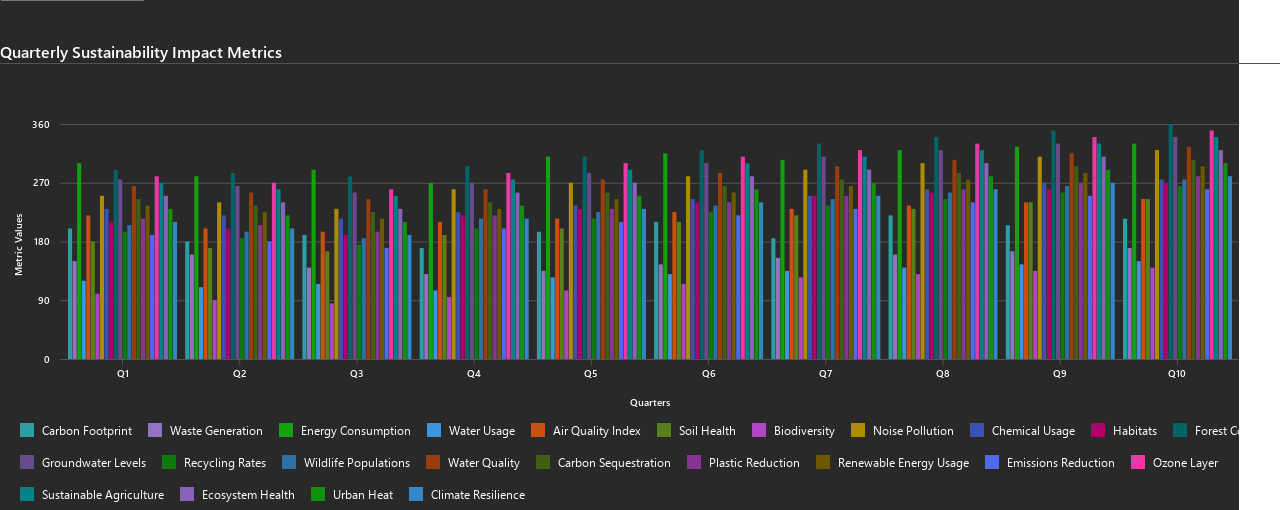 Quarterly Sustainability Impact Metrics
360
270
180
90
0
Metric Values
Q1 Q2 Q3 Q4 Q5 Q6 Q7 Q8 Q9 Q10
Quarters
Carbon Footprint Waste Generation Energy Consumption Water Usage Air Quality Index Soil Health Biodiversity Noise Pollution Chemical Usage Habitats Forest
Groundwater Levels Recycling Rates Wildlife Populations Water Quality Carbon Sequestration Plastic Reduction Renewable Energy Usage Emissions Reduction Ozone Layer
Sustainable Agriculture Ecosystem Health Urban Heat Climate Resilience